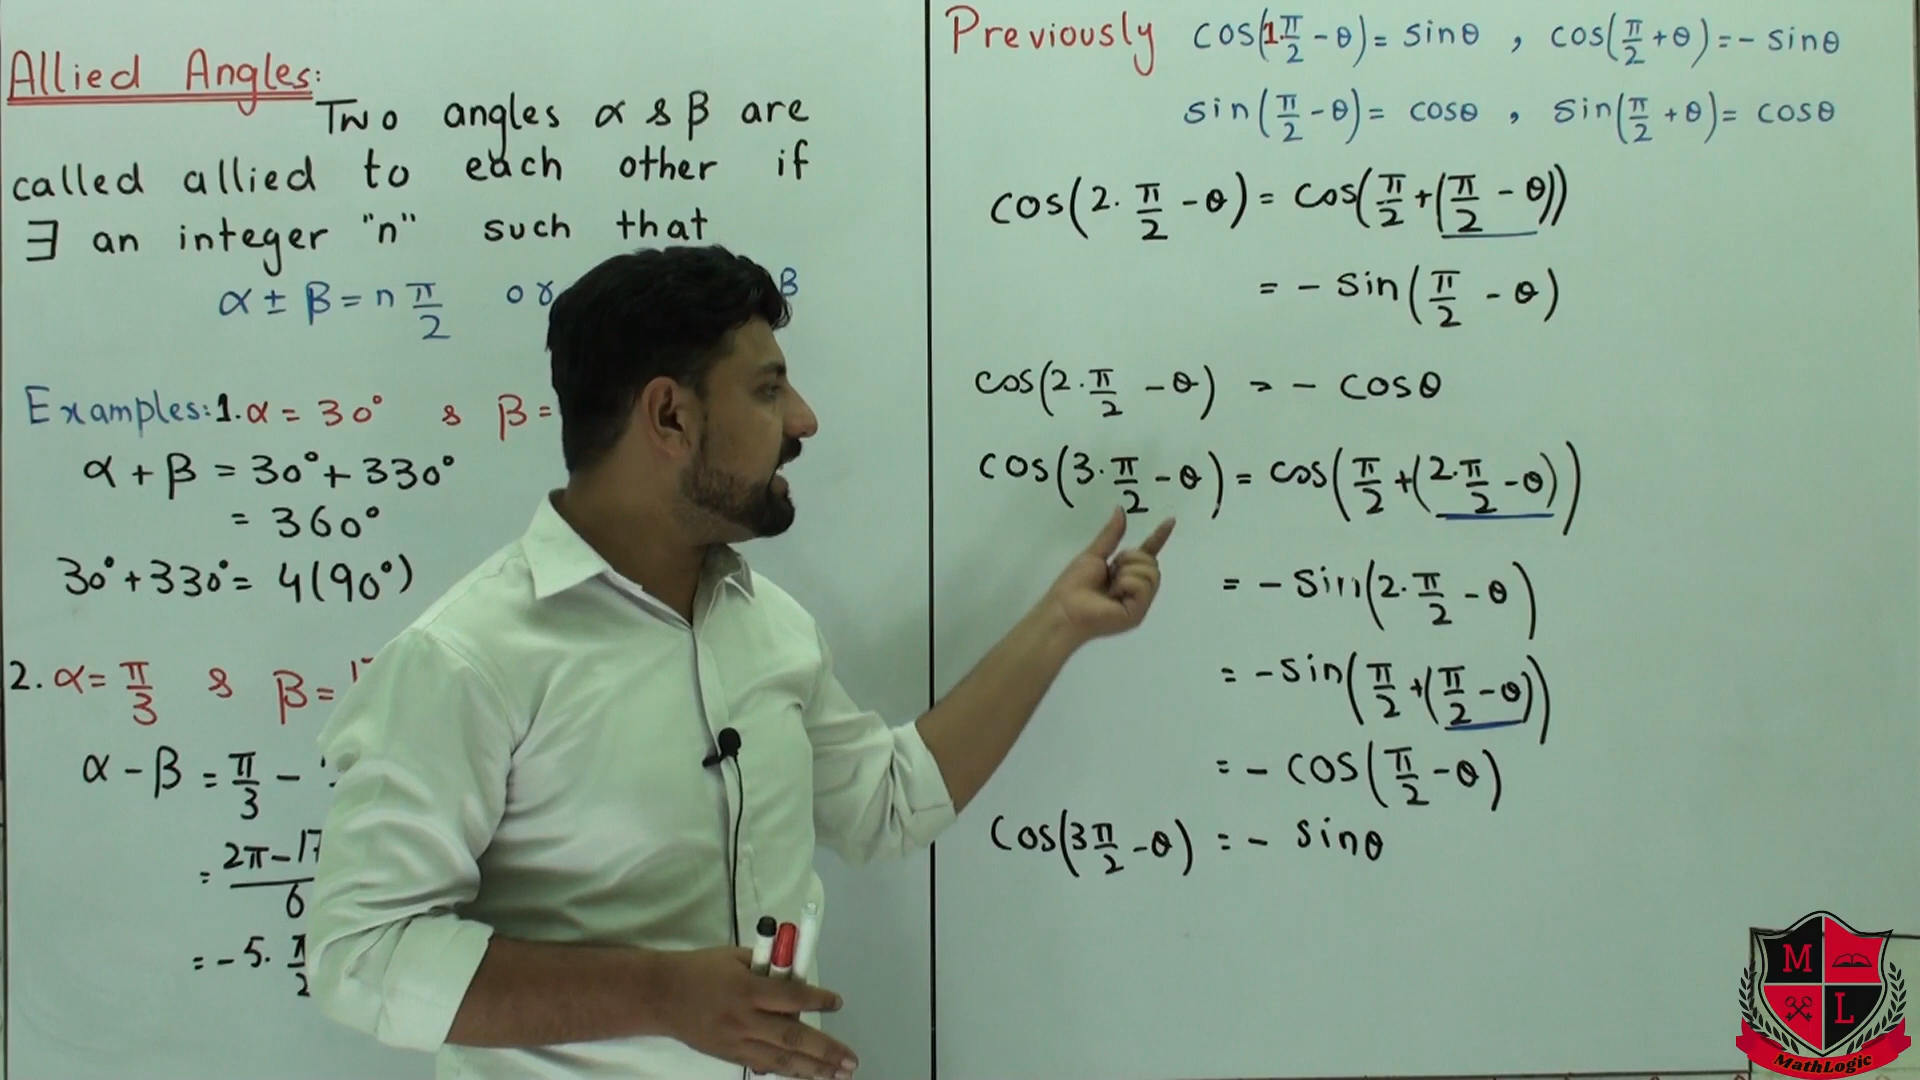 Allied Angles:
Two angles α & β are
called allied to each other if
∃ an integer "n" such that
α ± β = n π/2 or β
Examples: 1. α = 30° & β =
α + β = 30° + 330°
= 360°
30° + 330° = 4(90°)
2. α = π/3 & β =
α - β = π/3 -
= 2π - 17 / 6
= -5. π/2
Previously cos(1.π/2 - θ) = sinθ , cos(π/2 + θ) = - sinθ
sin(π/2 - θ) = cosθ , sin(π/2 + θ) = cosθ
cos(2. π/2 - θ) = cos(π/2 + (π/2 - θ))
= - sin(π/2 - θ)
cos(2. π/2 - θ) = - cosθ
cos(3. π/2 - θ) = cos(π/2 + (2. π/2 - θ))
= - sin(2. π/2 - θ)
= - sin(π/2 + (π/2 - θ))
= - cos(π/2 - θ)
cos(3π/2 - θ) = - sinθ
M
L
MathLogic